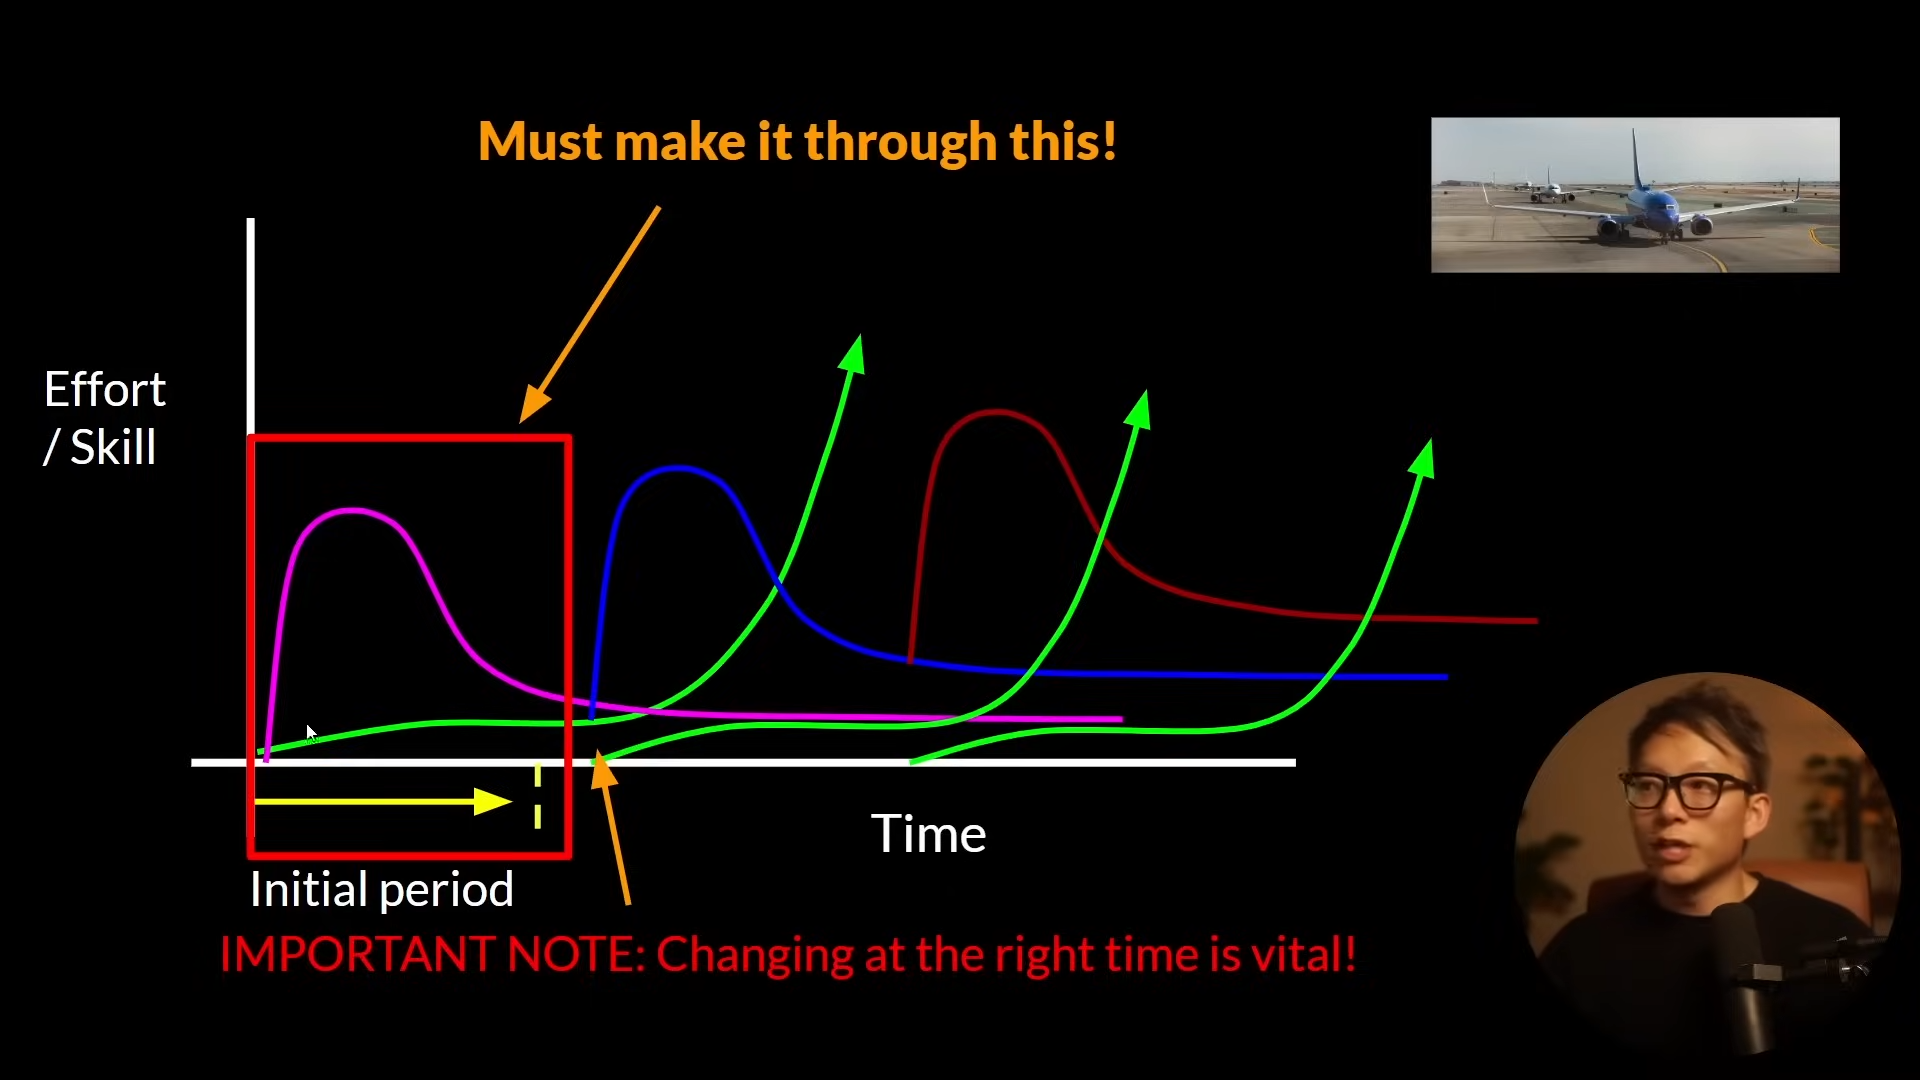 Must make it through this!
Effort
/ Skill
Time
Initial period
IMPORTANT NOTE: Changing at the right time is vital!